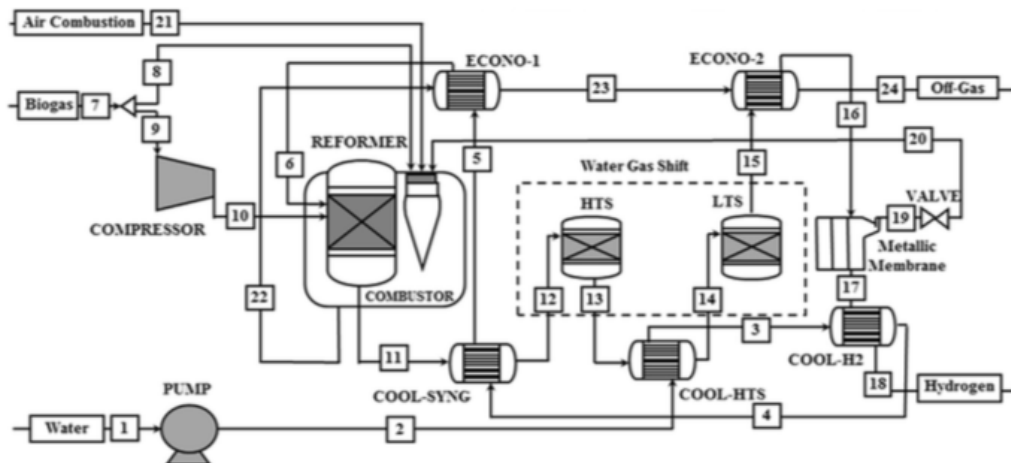 Air Combustion 21
8 ECONO-1 ECONO-2
Biogas 7 23 24 Off-Gas
9 16
REFORMER 5 20
6 Water Gas Shift 15
HTS LTS VALVE
10 19
COMPRESSOR Metallic
Membrane
22 COMBUSTOR 12 13 14 17
3
11 COOL-H2
PUMP COOL-SYNG COOL-HTS 18 Hydrogen
4
Water 1 2